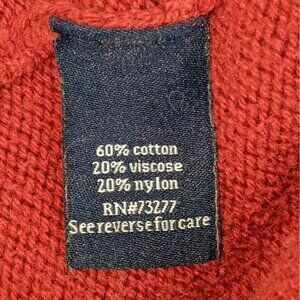 60% cotton
20% viscose
20% nylon
RN#73277
See reverse for care